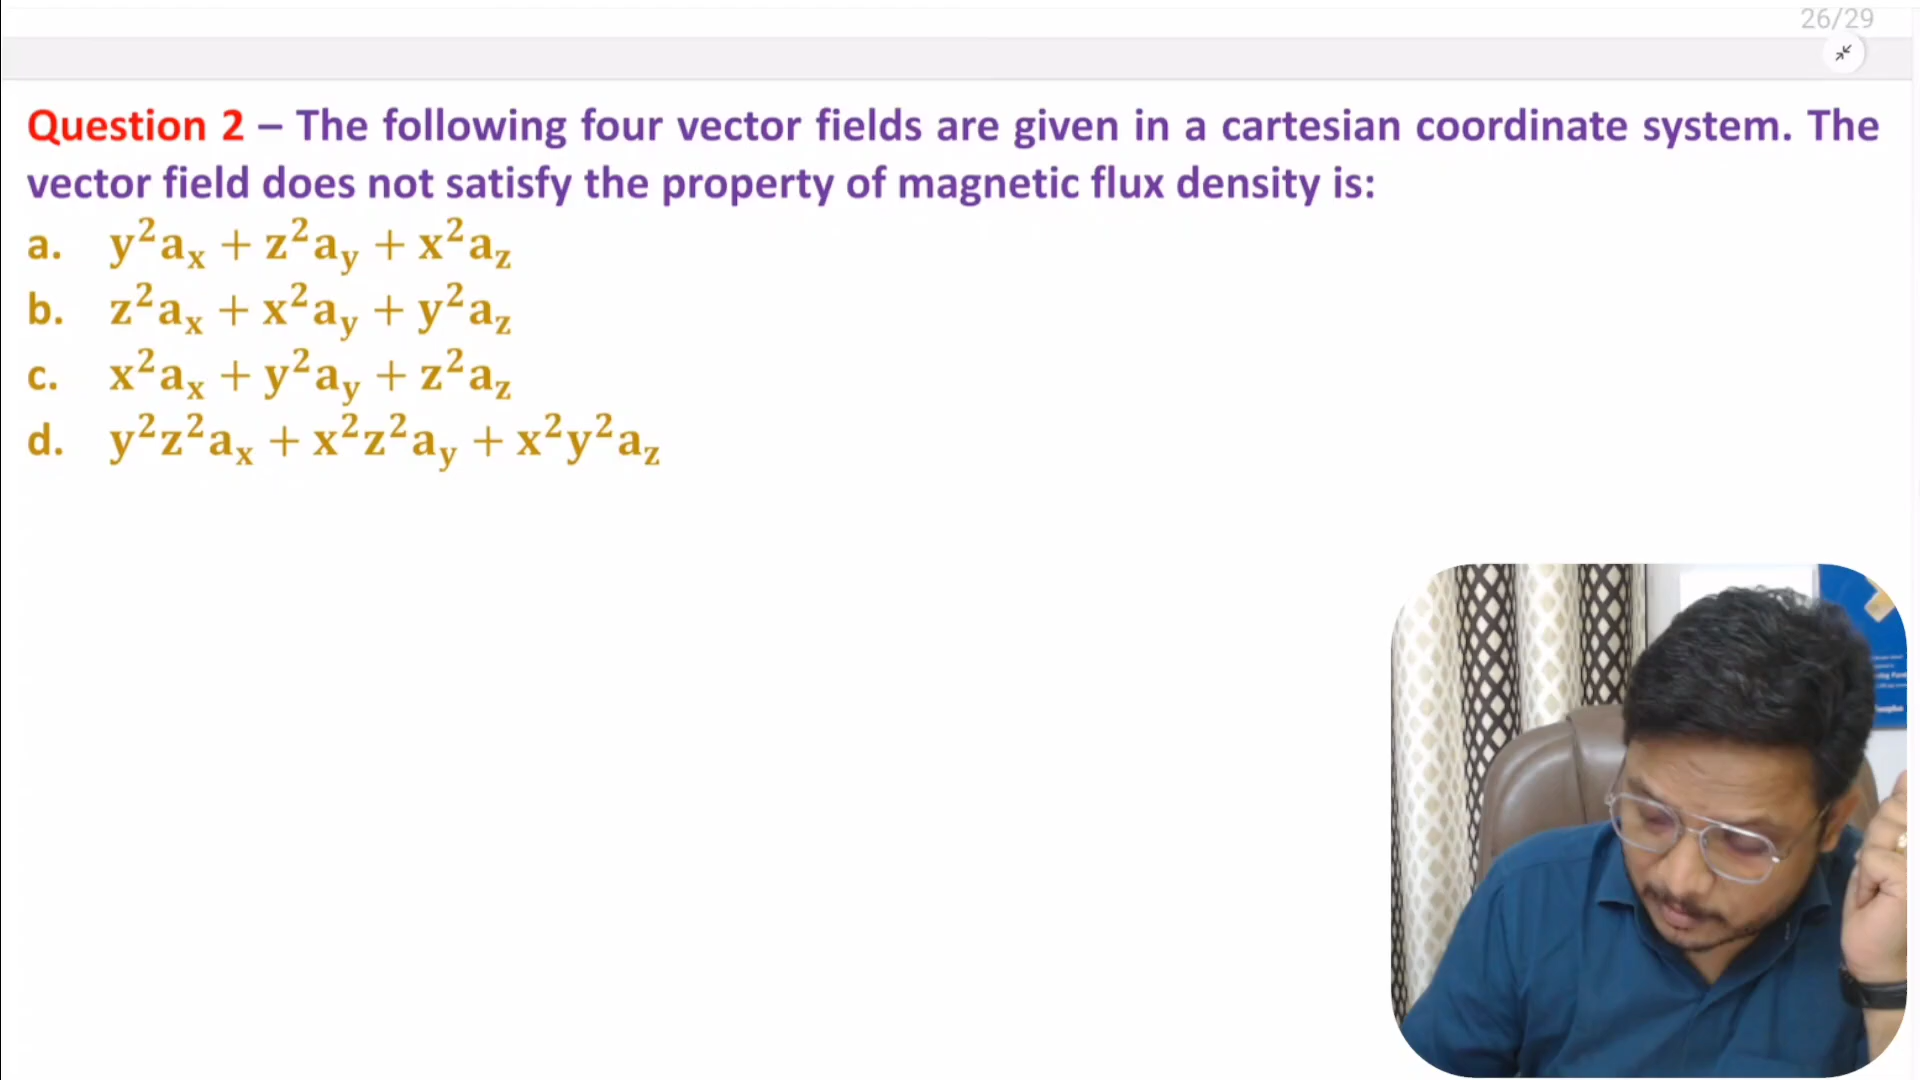 26/29
Question 2 – The following four vector fields are given in a cartesian coordinate system. The
vector field does not satisfy the property of magnetic flux density is:
a. y²aₓ + z²a_y + x²a_z
b. z²aₓ + x²a_y + y²a_z
c. x²aₓ + y²a_y + z²a_z
d. y²z²aₓ + x²z²a_y + x²y²a_z